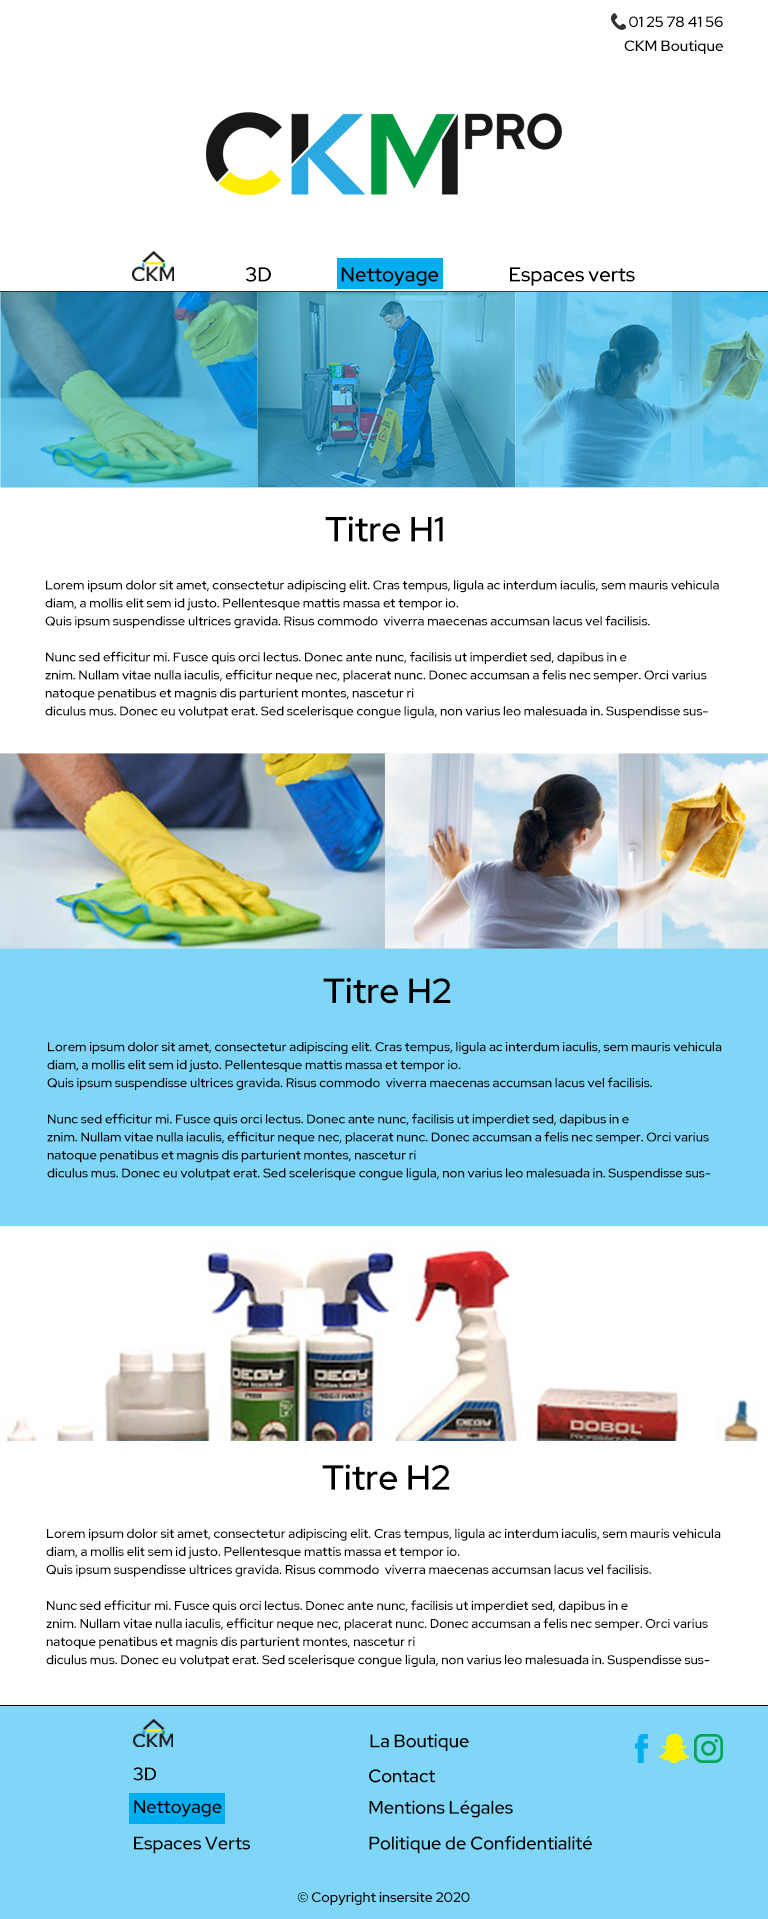 01 25 78 41 56
CKM Boutique
CKM PRO
CKM
3D
Nettoyage
Espaces verts
Titre H1
Lorem ipsum dolor sit amet, consectetur adipiscing elit. Cras tempus, ligula ac interdum iaculis, sem mauris vehicula
diam, a mollis elit sem id justo. Pellentesque mattis massa et tempor io.
Quis ipsum suspendisse ultrices gravida. Risus commodo  viverra maecenas accumsan lacus vel facilisis.
Nunc sed efficitur mi. Fusce quis orci lectus. Donec ante nunc, facilisis ut imperdiet sed, dapibus in e
znim. Nullam vitae nulla iaculis, efficitur neque nec, placerat nunc. Donec accumsan a felis nec semper. Orci varius
natoque penatibus et magnis dis parturient montes, nascetur ri
diculus mus. Donec eu volutpat erat. Sed scelerisque congue ligula, non varius leo malesuada in. Suspendisse sus-
Titre H2
Lorem ipsum dolor sit amet, consectetur adipiscing elit. Cras tempus, ligula ac interdum iaculis, sem mauris vehicula
diam, a mollis elit sem id justo. Pellentesque mattis massa et tempor io.
Quis ipsum suspendisse ultrices gravida. Risus commodo  viverra maecenas accumsan lacus vel facilisis.
Nunc sed efficitur mi. Fusce quis orci lectus. Donec ante nunc, facilisis ut imperdiet sed, dapibus in e
znim. Nullam vitae nulla iaculis, efficitur neque nec, placerat nunc. Donec accumsan a felis nec semper. Orci varius
natoque penatibus et magnis dis parturient montes, nascetur ri
diculus mus. Donec eu volutpat erat. Sed scelerisque congue ligula, non varius leo malesuada in. Suspendisse sus-
DEGY
DEGY
DEGY
DOBOL
Titre H2
Lorem ipsum dolor sit amet, consectetur adipiscing elit. Cras tempus, ligula ac interdum iaculis, sem mauris vehicula
diam, a mollis elit sem id justo. Pellentesque mattis massa et tempor io.
Quis ipsum suspendisse ultrices gravida. Risus commodo  viverra maecenas accumsan lacus vel facilisis.
Nunc sed efficitur mi. Fusce quis orci lectus. Donec ante nunc, facilisis ut imperdiet sed, dapibus in e
znim. Nullam vitae nulla iaculis, efficitur neque nec, placerat nunc. Donec accumsan a felis nec semper. Orci varius
natoque penatibus et magnis dis parturient montes, nascetur ri
diculus mus. Donec eu volutpat erat. Sed scelerisque congue ligula, non varius leo malesuada in. Suspendisse sus-
CKM
3D
Nettoyage
Espaces Verts
La Boutique
Contact
Mentions Légales
Politique de Confidentialité
© Copyright insersite 2020